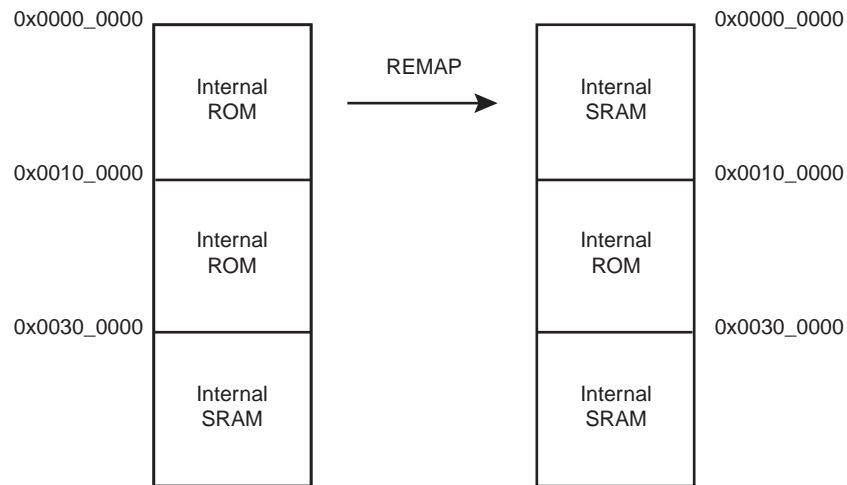 0x0000_0000
Internal
ROM
0x0010_0000
Internal
ROM
0x0030_0000
Internal
SRAM
REMAP
0x0000_0000
Internal
SRAM
0x0010_0000
Internal
ROM
0x0030_0000
Internal
SRAM